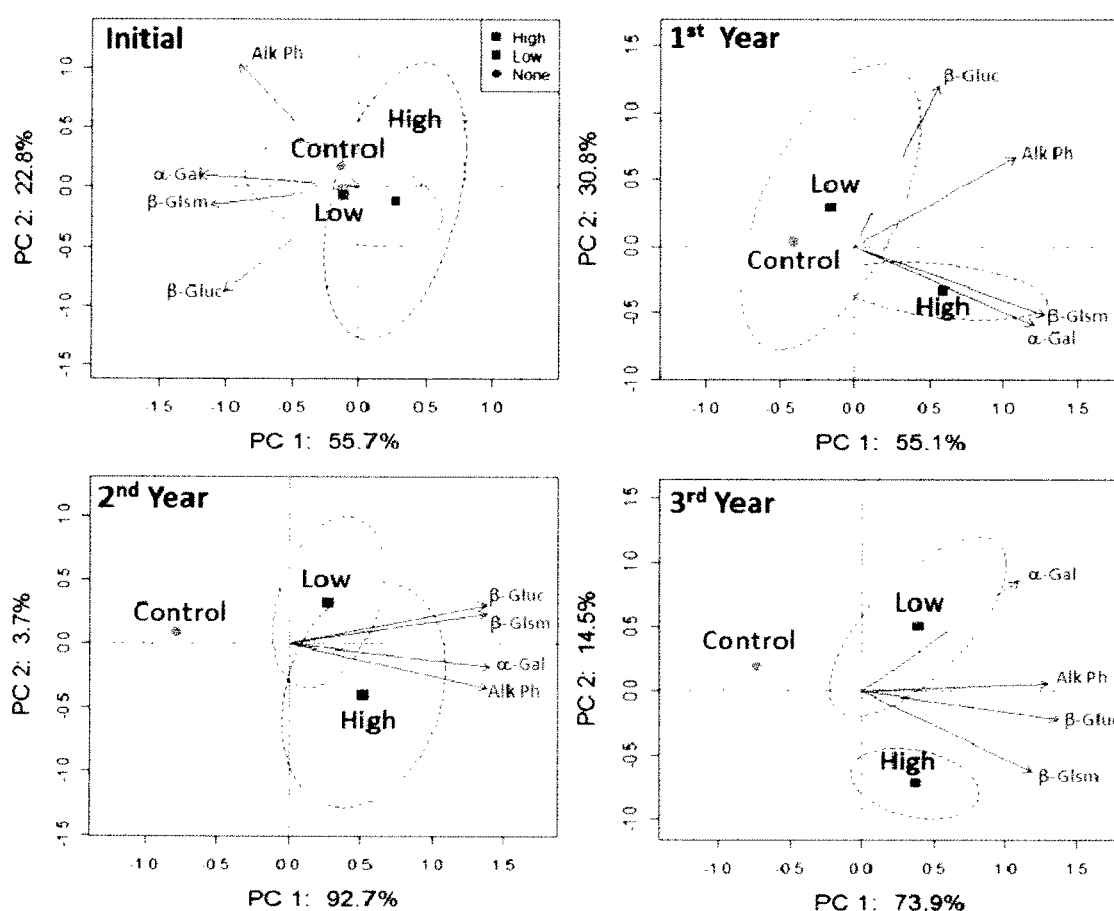 Initial
High
Low
None
Alk Ph
High
Control
α-Gal
β-Glsm
Low
β-Gluc
PC 2: 22.8%
1.0
0.5
0.0
-0.5
-1.0
-1.5
-1.5
-1.0
-0.5
0.0
0.5
1.0
PC 1: 55.7%
1st Year
β-Gluc
Alk Ph
Low
Control
High
β-Glsm
α-Gal
PC 2: 30.8%
1.5
1.0
0.5
0.0
-0.5
-1.0
-1.0
-0.5
0.0
0.5
1.0
1.5
PC 1: 55.1%
2nd Year
Low
Control
β-Gluc
β-Glsm
α-Gal
Alk Ph
High
PC 2: 3.7%
1.0
0.5
0.0
-0.5
-1.0
-1.5
-1.0
-0.5
0.0
0.5
1.0
1.5
PC 1: 92.7%
3rd Year
α-Gal
Low
Control
Alk Ph
β-Gluc
High
β-Glsm
PC 2: 14.5%
1.5
1.0
0.5
0.0
-0.5
-1.0
-1.0
-0.5
0.0
0.5
1.0
1.5
PC 1: 73.9%